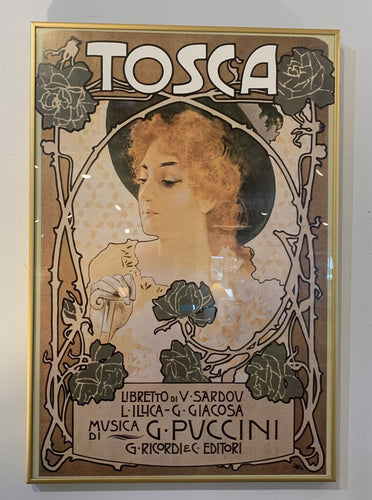 TOSCA
LIBRETTO DI V·SARDOU
L·ILLICA-G·GIACOSA
MUSICA DI G·PUCCINI
G·RICORDI & C·EDITORI